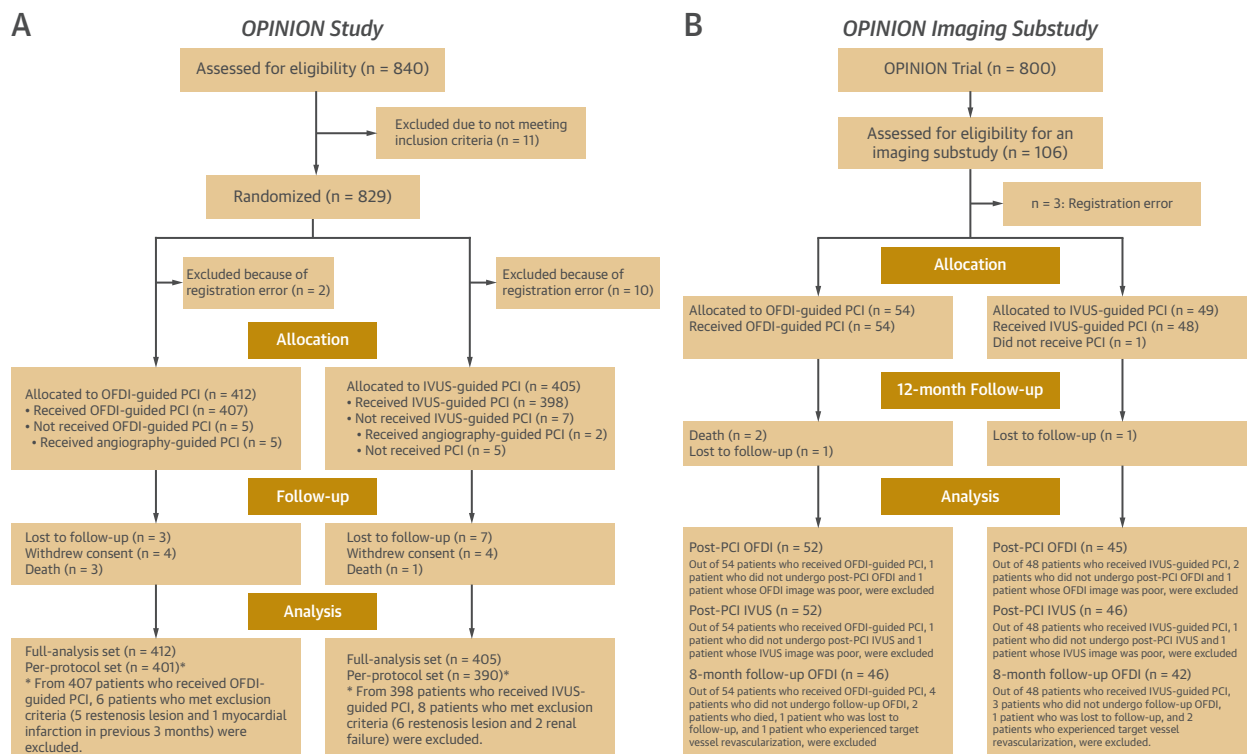 A
OPINION Study
Assessed for eligibility (n = 840)
Excluded due to not meeting
inclusion criteria (n = 11)
Randomized (n = 829)
Excluded because of
registration error (n = 2)
Excluded because of
registration error (n = 10)
Allocation
Allocated to OFDI-guided PCI (n = 412)
• Received OFDI-guided PCI (n = 407)
• Not received OFDI-guided PCI (n = 5)
• Received angiography-guided PCI (n = 5)
Allocated to IVUS-guided PCI (n = 405)
• Received IVUS-guided PCI (n = 398)
• Not received IVUS-guided PCI (n = 7)
• Received angiography-guided PCI (n = 2)
• Not received PCI (n = 5)
Follow-up
Lost to follow-up (n = 3)
Withdrew consent (n = 4)
Death (n = 3)
Lost to follow-up (n = 7)
Withdrew consent (n = 4)
Death (n = 1)
Analysis
Full-analysis set (n = 412)
Per-protocol set (n = 401)*
* From 407 patients who received OFDI-
guided PCI, 6 patients who met exclusion
criteria (5 restenosis lesion and 1 myocardial
infarction in previous 3 months) were
excluded.
Full-analysis set (n = 405)
Per-protocol set (n = 390)*
* From 398 patients who received IVUS-
guided PCI, 8 patients who met exclusion
criteria (6 restenosis lesion and 2 renal
failure) were excluded.
B
OPINION Imaging Substudy
OPINION Trial (n = 800)
Assessed for eligibility for an
imaging substudy (n = 106)
n = 3: Registration error
Allocation
Allocated to OFDI-guided PCI (n = 54)
Received OFDI-guided PCI (n = 54)
Allocated to IVUS-guided PCI (n = 49)
Received IVUS-guided PCI (n = 48)
Did not receive PCI (n = 1)
12-month Follow-up
Death (n = 2)
Lost to follow-up (n = 1)
Lost to follow-up (n = 1)
Analysis
Post-PCI OFDI (n = 52)
Out of 54 patients who received OFDI-guided PCI, 1
patient who did not undergo post-PCI OFDI and 1
patient whose OFDI image was poor, were excluded
Post-PCI IVUS (n = 52)
Out of 54 patients who received OFDI-guided PCI, 1
patient who did not undergo post-PCI IVUS and 1
patient whose IVUS image was poor, were excluded
8-month follow-up OFDI (n = 46)
Out of 54 patients who received OFDI-guided PCI, 4
patients who did not undergo follow-up OFDI, 2
patients who died, 1 patient who was lost to
follow-up, and 1 patient who experienced target
vessel revascularization, were excluded
Post-PCI OFDI (n = 45)
Out of 48 patients who received IVUS-guided PCI, 2
patients who did not undergo post-PCI OFDI and 1
patient whose OFDI image was poor, were excluded
Post-PCI IVUS (n = 46)
Out of 48 patients who received IVUS-guided PCI, 1
patient who did not undergo post-PCI IVUS and 1
patient whose IVUS image was poor, were excluded
8-month follow-up OFDI (n = 42)
Out of 48 patients who received IVUS-guided PCI,
3 patients who did not undergo follow-up OFDI,
1 patient who was lost to follow-up, and 2
patients who experienced target vessel
revascularization, were excluded.